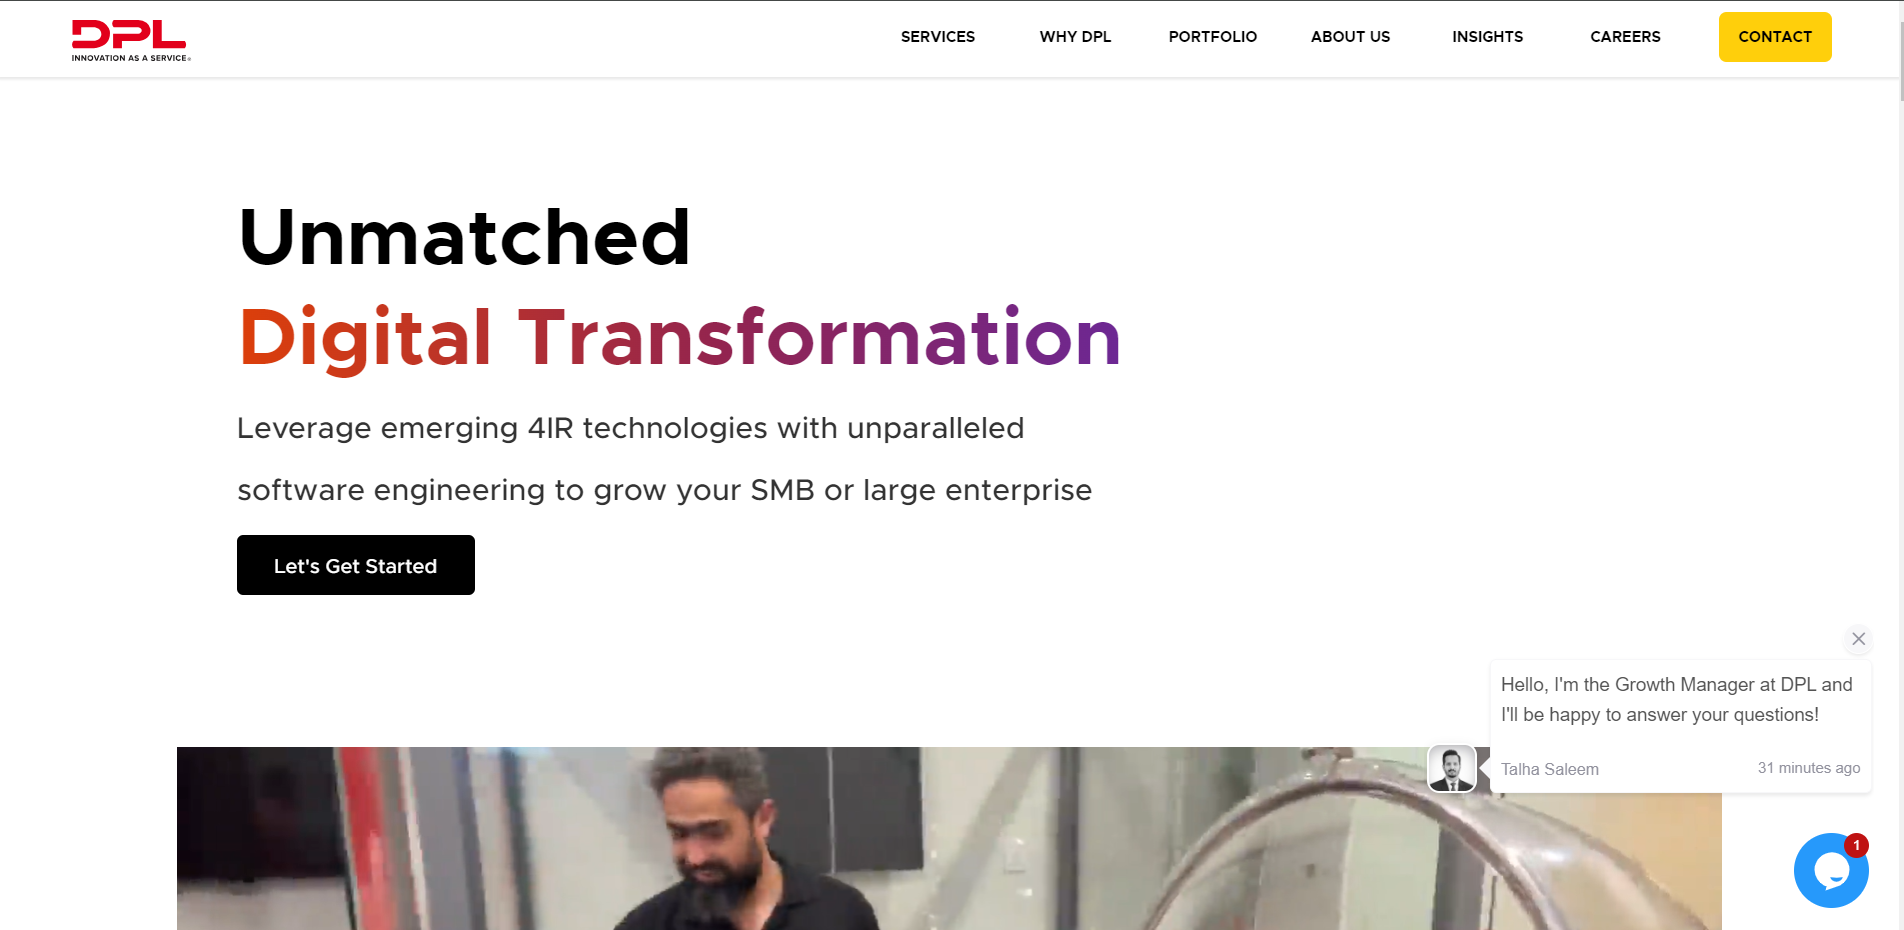 DPL
INNOVATION AS A SERVICE®
SERVICES
WHY DPL
PORTFOLIO
ABOUT US
INSIGHTS
CAREERS
CONTACT
Unmatched
Digital Transformation
Leverage emerging 4IR technologies with unparalleled
software engineering to grow your SMB or large enterprise
Let's Get Started
Hello, I'm the Growth Manager at DPL and
I'll be happy to answer your questions!
Talha Saleem
31 minutes ago
1